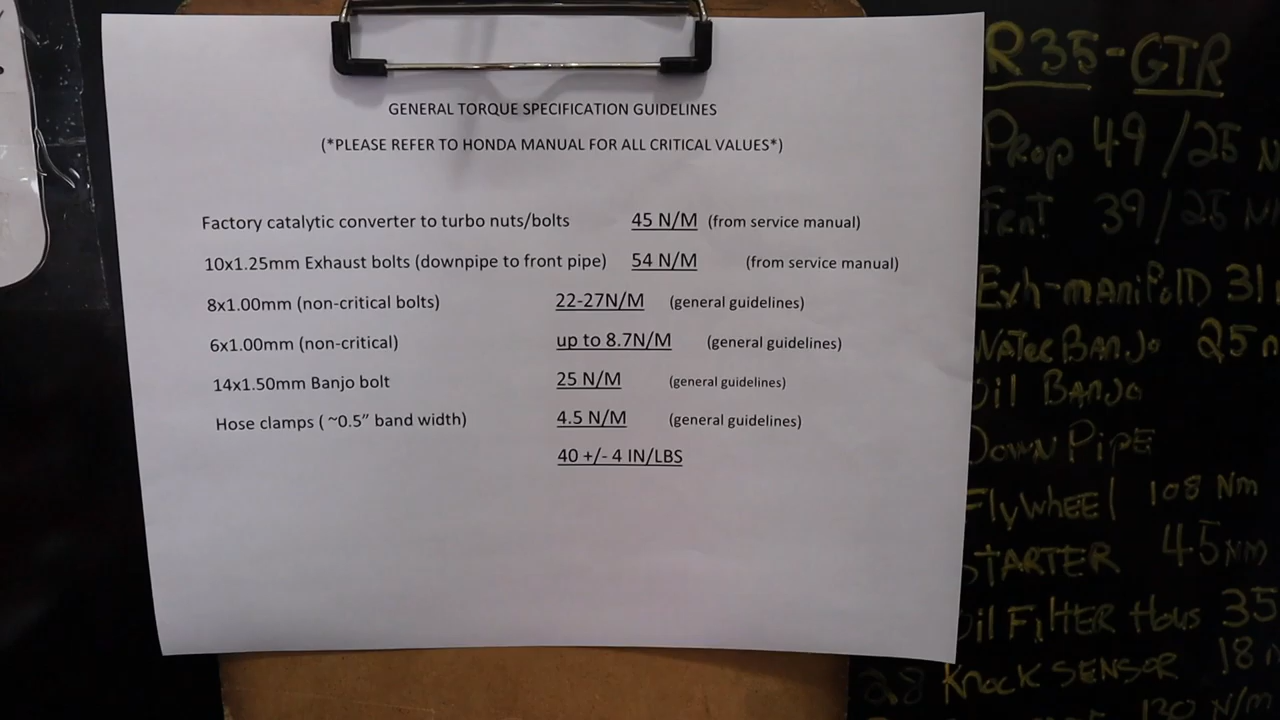 GENERAL TORQUE SPECIFICATION GUIDELINES
(*PLEASE REFER TO HONDA MANUAL FOR ALL CRITICAL VALUES*)
Factory catalytic converter to turbo nuts/bolts 45 N/M (from service manual)
10x1.25mm Exhaust bolts (downpipe to front pipe) 54 N/M (from service manual)
8x1.00mm (non-critical bolts) 22-27N/M (general guidelines)
6x1.00mm (non-critical) up to 8.7N/M (general guidelines)
14x1.50mm Banjo bolt 25 N/M (general guidelines)
Hose clamps ( ~0.5" band width) 4.5 N/M (general guidelines)
40 +/- 4 IN/LBS
R35-GTR
Prop 49 /25 N
39/25
Exh-manifold 31
Water Banjo 25
Oil Banjo
Down Pipe
Flywheel 108 Nm
STARTER 45 Nm
Oil Filter Hous 35
Knock SENSOR 18
130 N/m